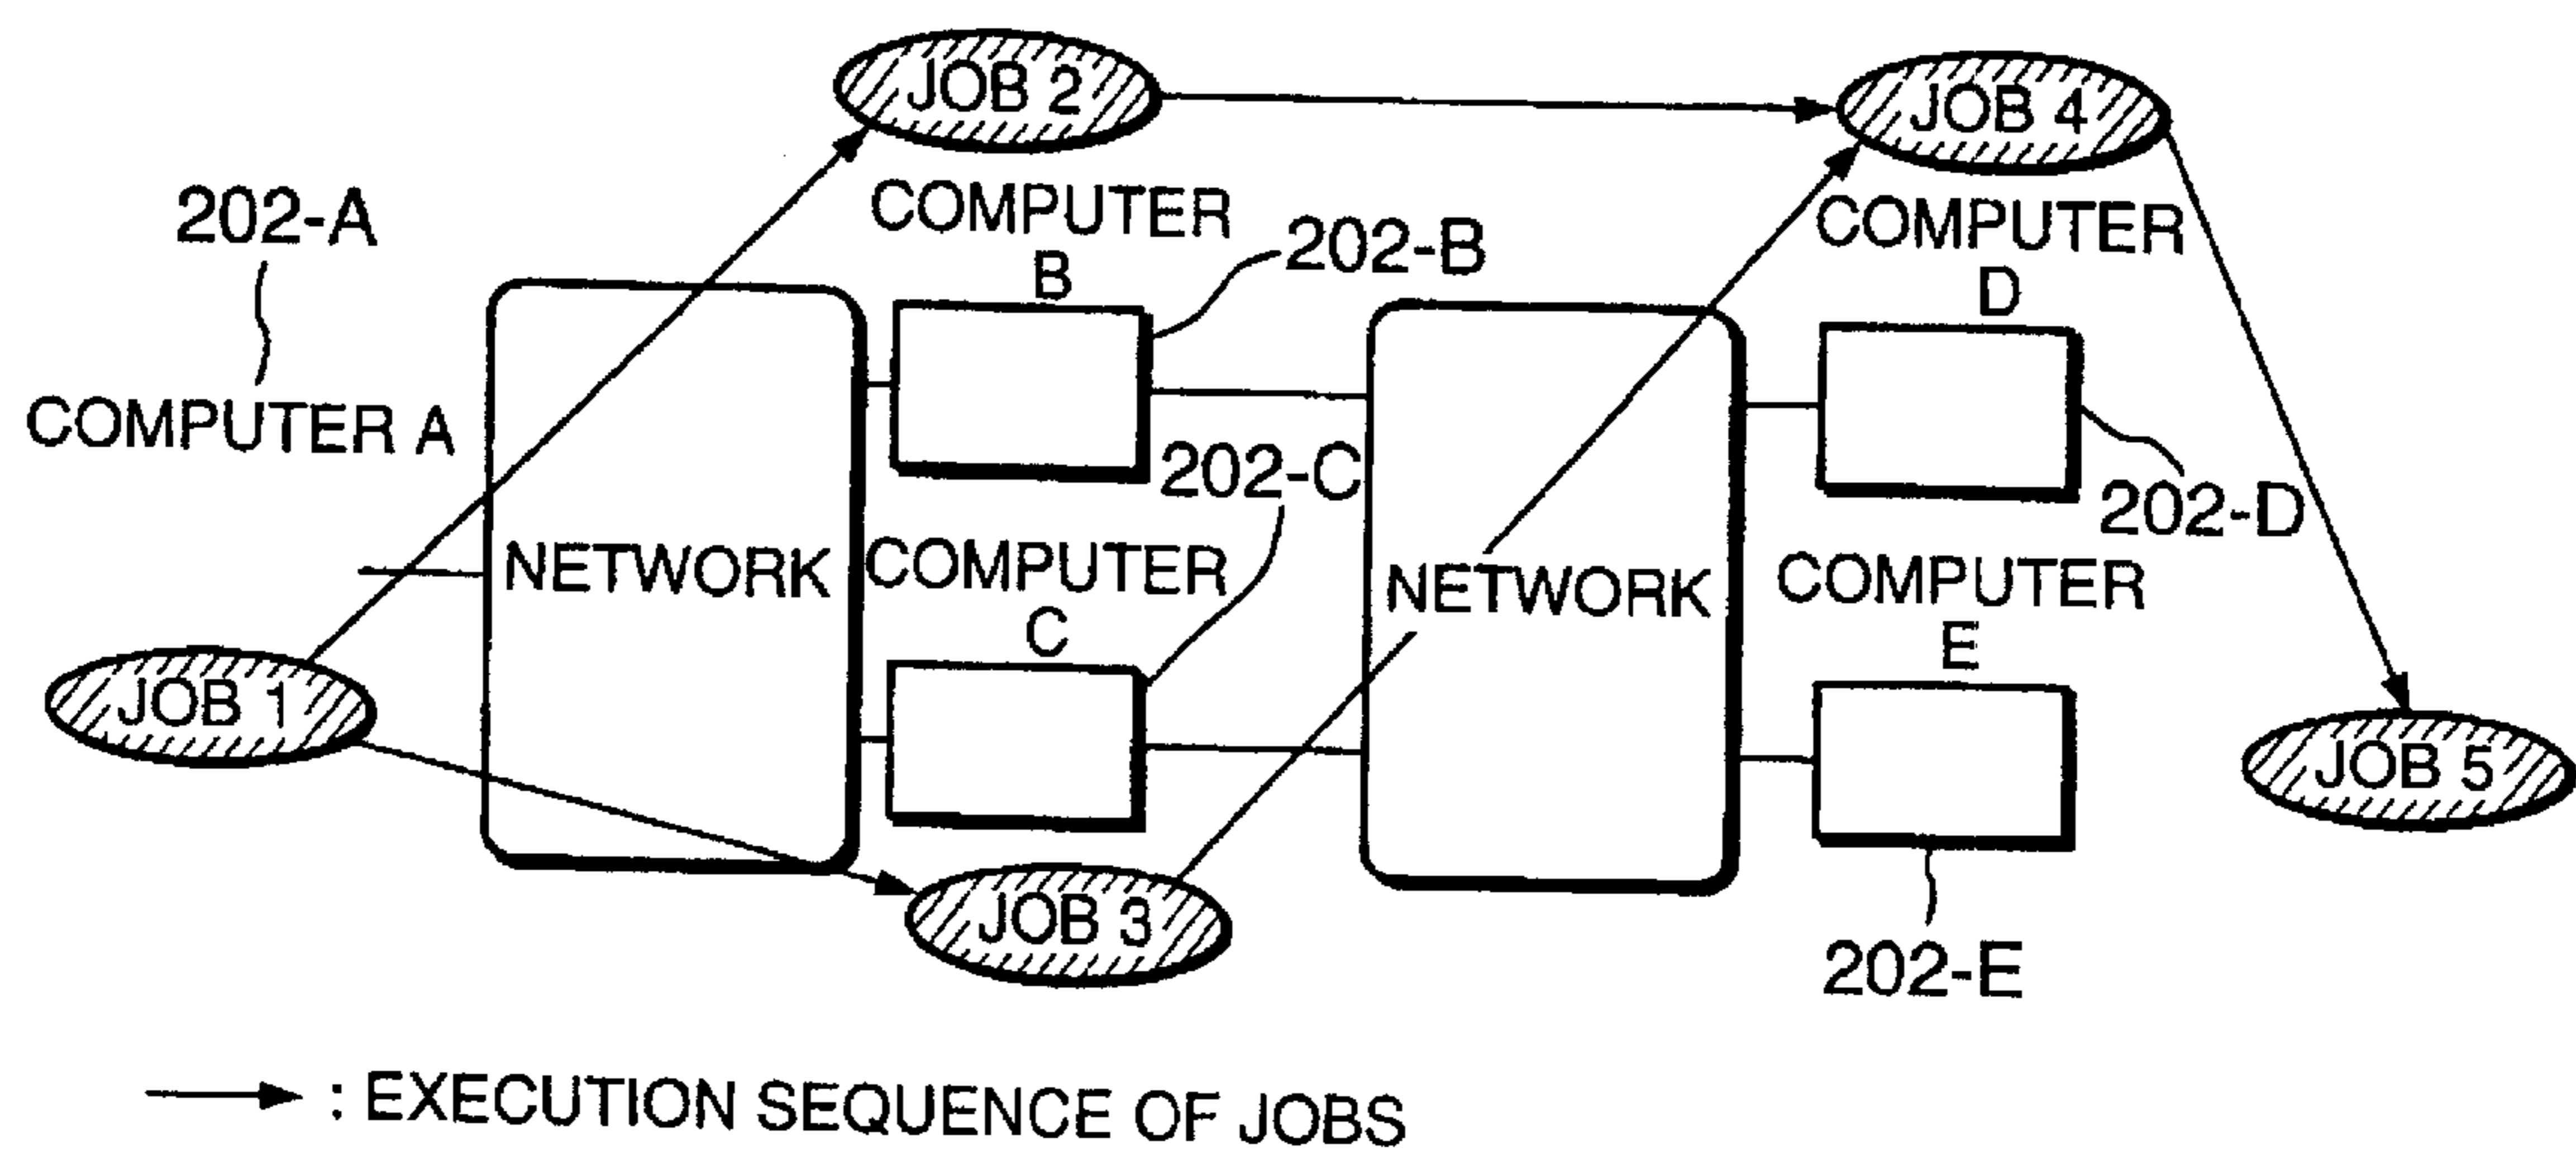 JOB 2
JOB 4
202-A
COMPUTER
B
202-B
COMPUTER
D
COMPUTER A
202-C
202-D
NETWORK
COMPUTER
C
NETWORK
COMPUTER
E
JOB 1
JOB 5
JOB 3
202-E
: EXECUTION SEQUENCE OF JOBS